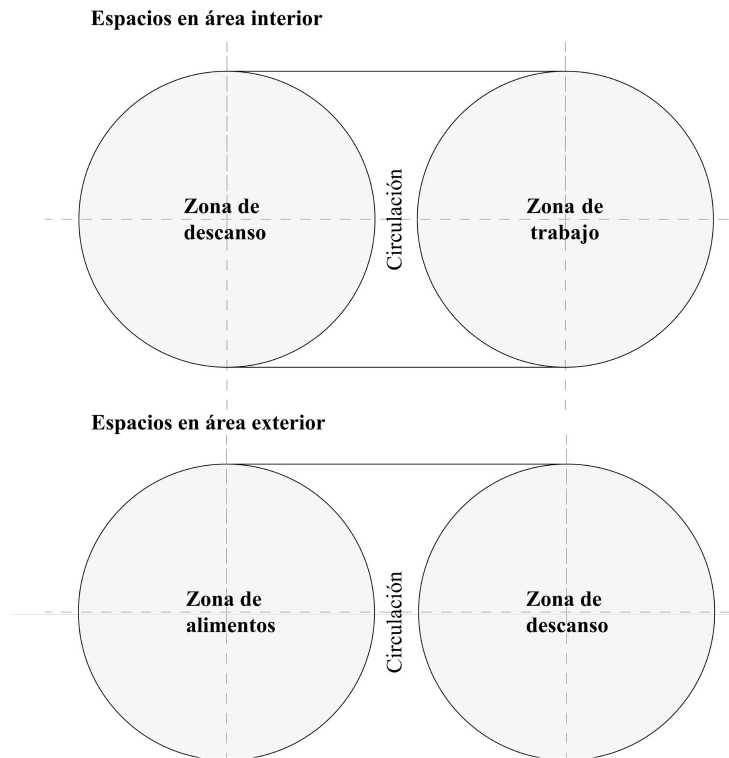 Espacios en área interior
Zona de
descanso
Circulación
Zona de
trabajo
Espacios en área exterior
Zona de
alimentos
Circulación
Zona de
descanso